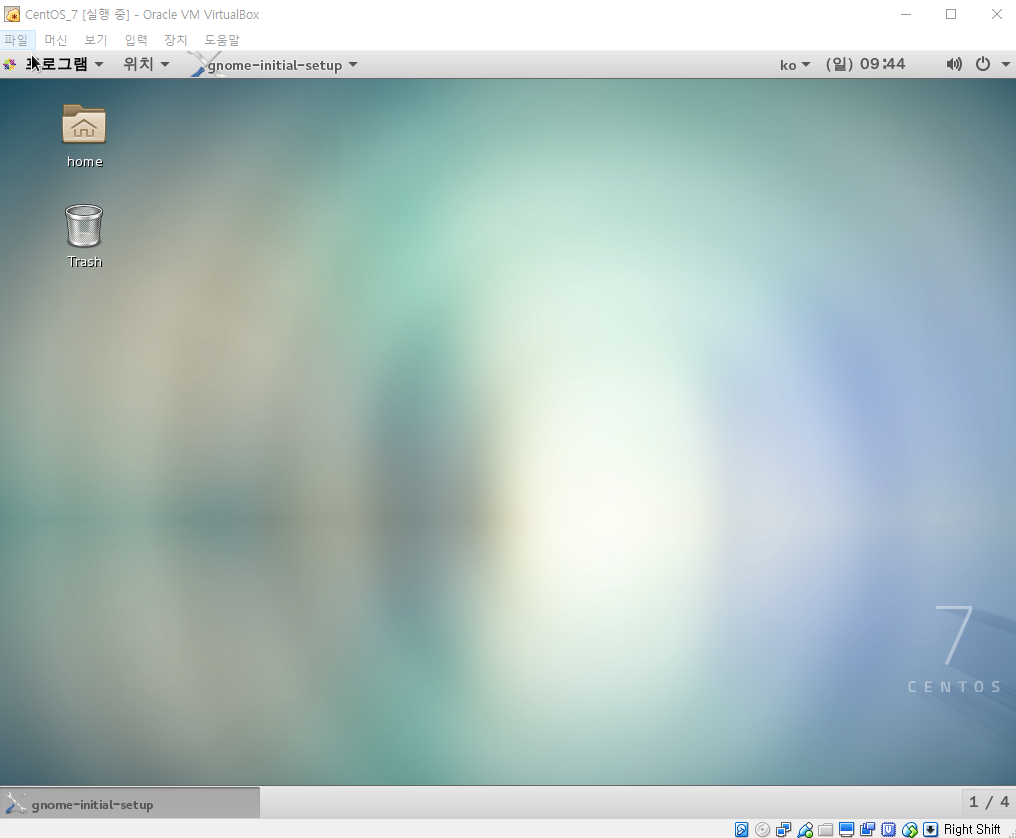 CentOS_7 [실행 중] - Oracle VM VirtualBox
파일 머신 보기 입력 장치 도움말
프로그램 위치 gnome-initial-setup ko (일) 09:44
home
Trash
7
CENTOS
gnome-initial-setup 1 / 4
Right Shift